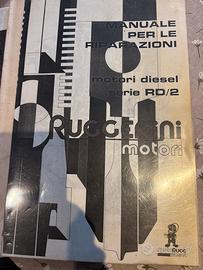 MANUALE
PER LE
RIPARAZIONI
motori diesel
serie RD/2
RUGGERINI
motori